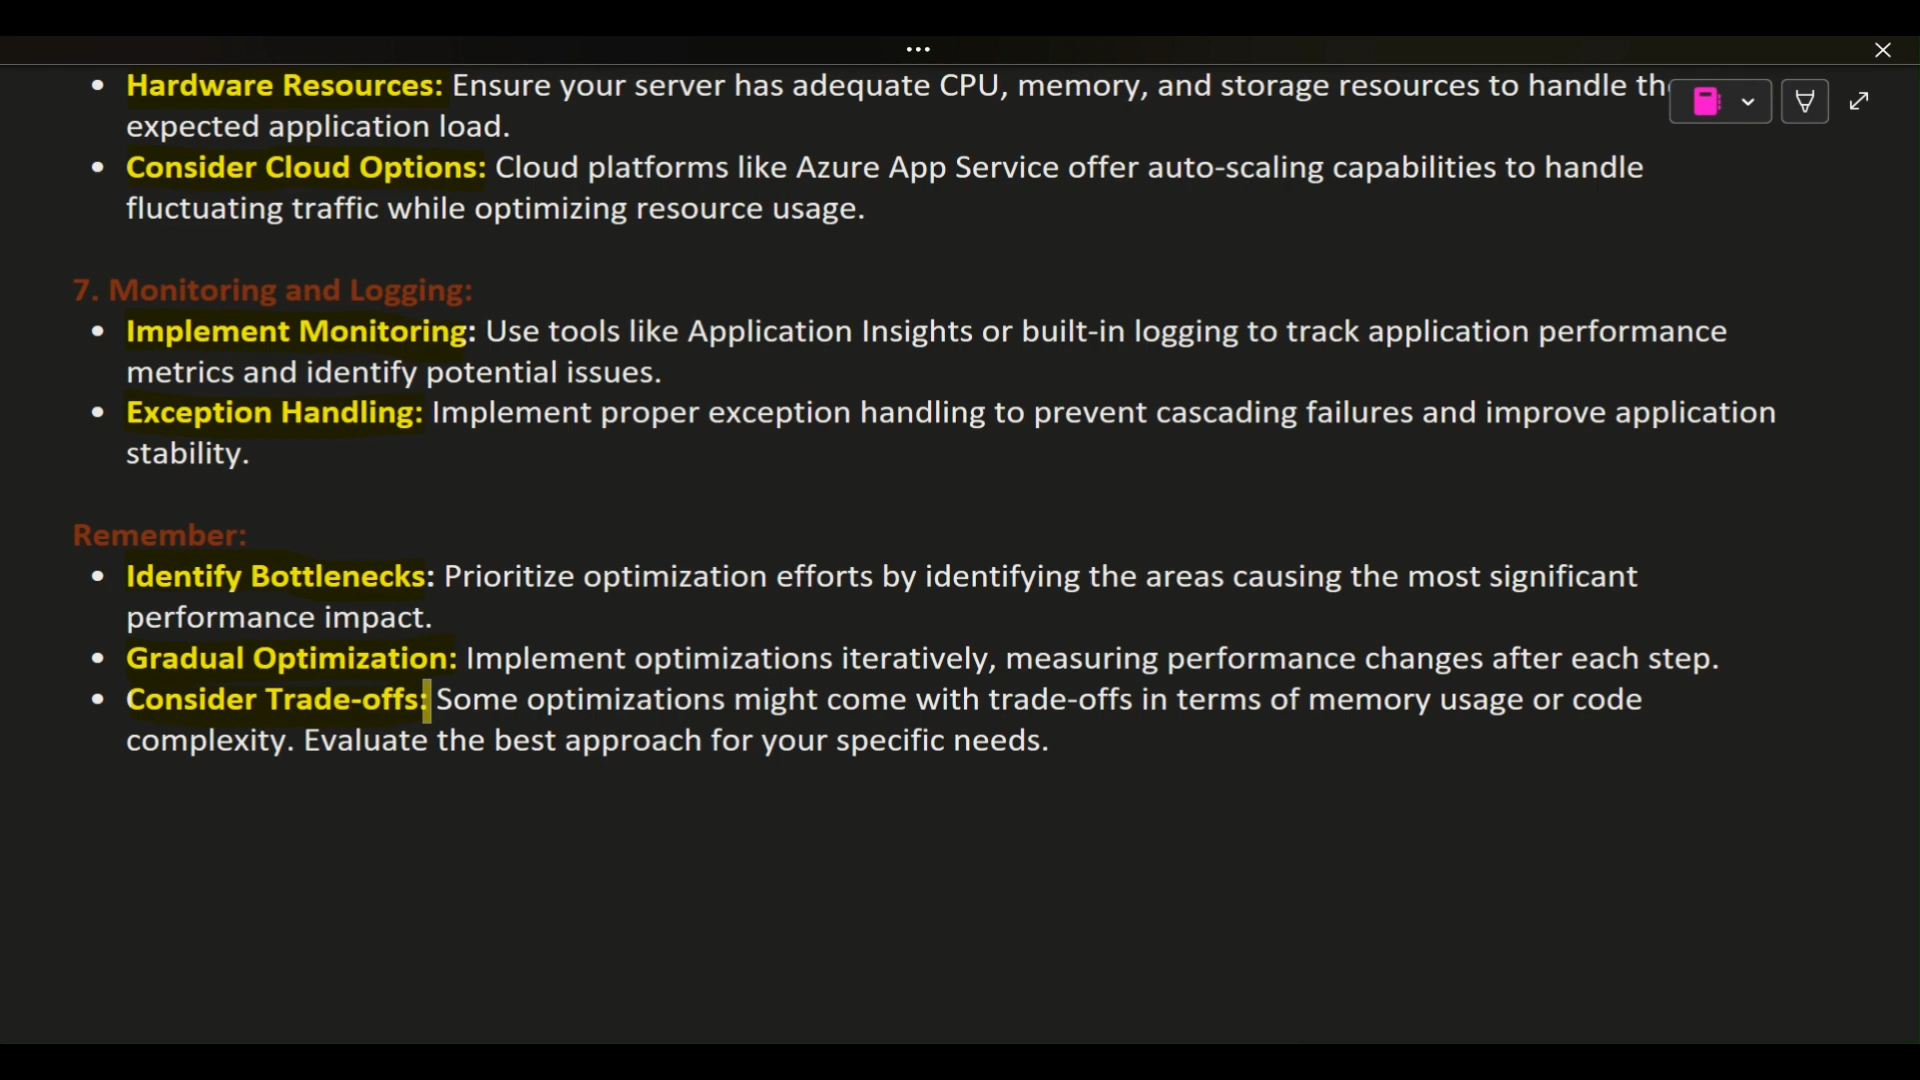 • Hardware Resources: Ensure your server has adequate CPU, memory, and storage resources to handle the
expected application load.
• Consider Cloud Options: Cloud platforms like Azure App Service offer auto-scaling capabilities to handle
fluctuating traffic while optimizing resource usage.
7. Monitoring and Logging:
• Implement Monitoring: Use tools like Application Insights or built-in logging to track application performance
metrics and identify potential issues.
• Exception Handling: Implement proper exception handling to prevent cascading failures and improve application
stability.
Remember:
• Identify Bottlenecks: Prioritize optimization efforts by identifying the areas causing the most significant
performance impact.
• Gradual Optimization: Implement optimizations iteratively, measuring performance changes after each step.
• Consider Trade-offs: Some optimizations might come with trade-offs in terms of memory usage or code
complexity. Evaluate the best approach for your specific needs.